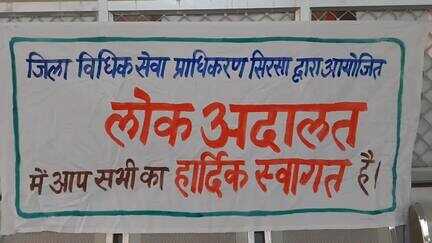 जिला विधिक सेवा प्राधिकरण सिरसा द्वारा आयोजित
लोक अदालत
में आप सभी का हार्दिक स्वागत है।